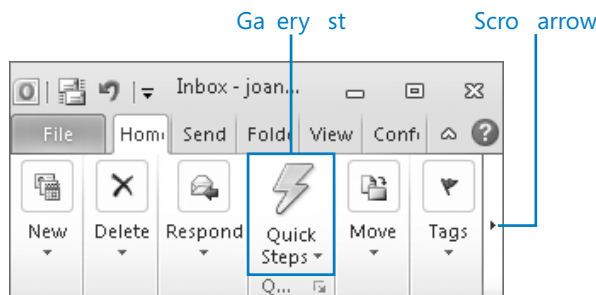 Ga ery st
Scro arrow
Inbox - joan...
File Hom Send Fold View Conf
New Delete Respond Quick Steps Move Tags
Q...